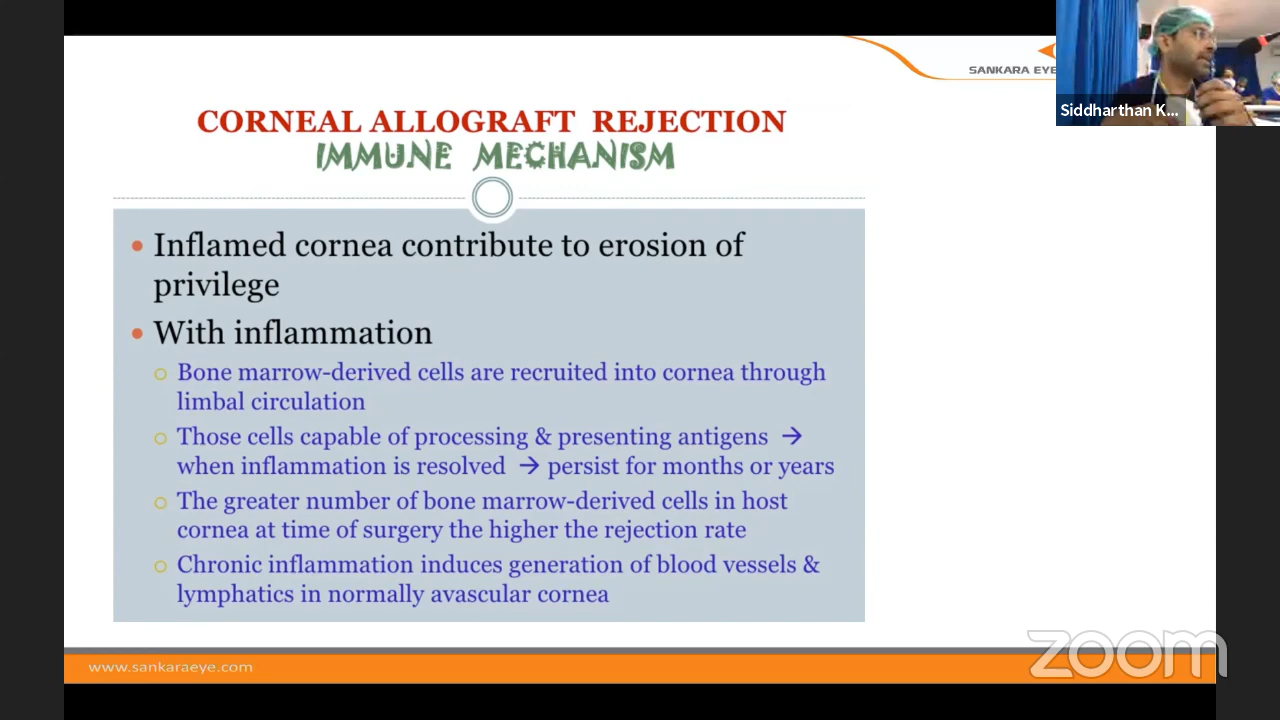 SANKARA EYE
Siddharthan K...
CORNEAL ALLOGRAFT REJECTION
IMMUNE MECHANISM
• Inflamed cornea contribute to erosion of
privilege
• With inflammation
○ Bone marrow-derived cells are recruited into cornea through
limbal circulation
○ Those cells capable of processing & presenting antigens →
when inflammation is resolved → persist for months or years
○ The greater number of bone marrow-derived cells in host
cornea at time of surgery the higher the rejection rate
○ Chronic inflammation induces generation of blood vessels &
lymphatics in normally avascular cornea
zoom
www.sankaraeye.com